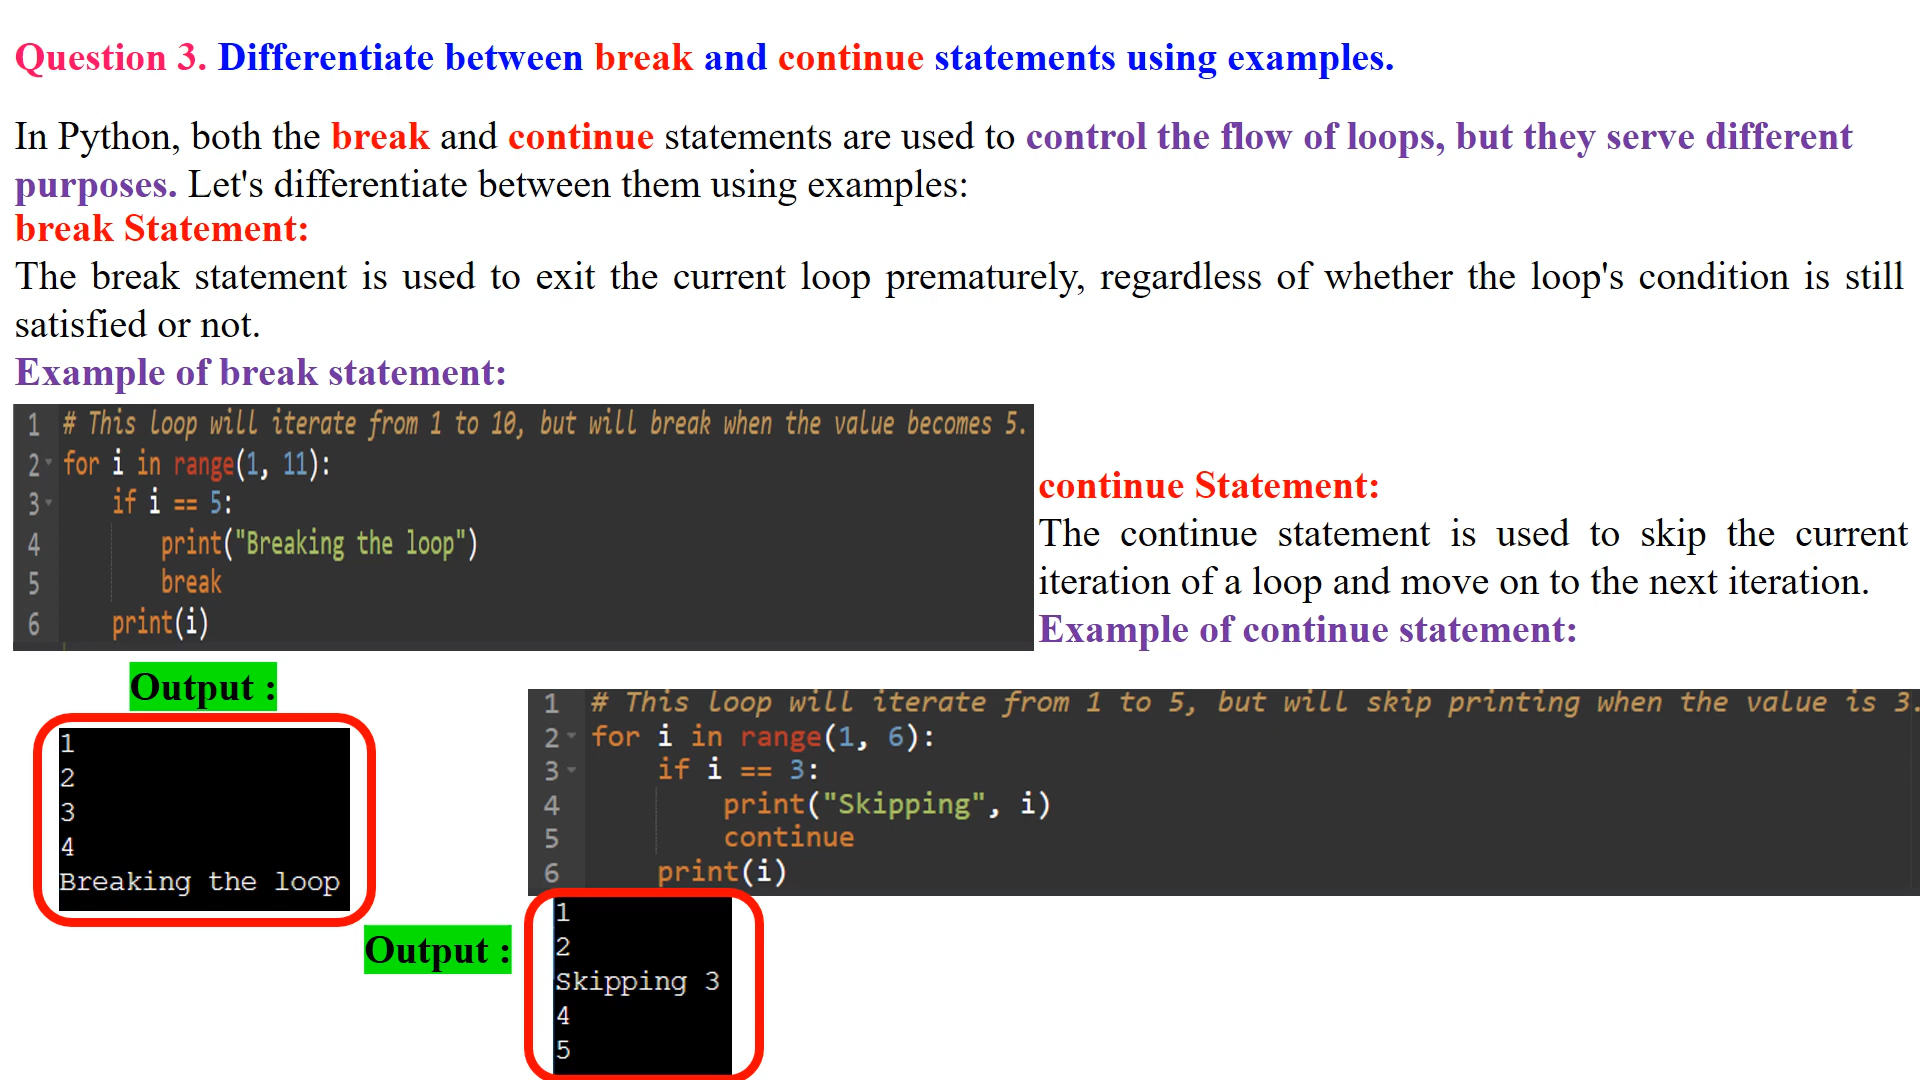 Question 3. Differentiate between break and continue statements using examples.
In Python, both the break and continue statements are used to control the flow of loops, but they serve different
purposes. Let's differentiate between them using examples:
break Statement:
The break statement is used to exit the current loop prematurely, regardless of whether the loop's condition is still
satisfied or not.
Example of break statement:
1 # This loop will iterate from 1 to 10, but will break when the value becomes 5.
2 for i in range(1, 11):
3     if i == 5:
4         print("Breaking the loop")
5         break
6     print(i)
Output :
1
2
3
4
Breaking the loop
continue Statement:
The continue statement is used to skip the current
iteration of a loop and move on to the next iteration.
Example of continue statement:
1 # This loop will iterate from 1 to 5, but will skip printing when the value is 3.
2 for i in range(1, 6):
3     if i == 3:
4         print("Skipping", i)
5         continue
6     print(i)
Output :
1
2
Skipping 3
4
5